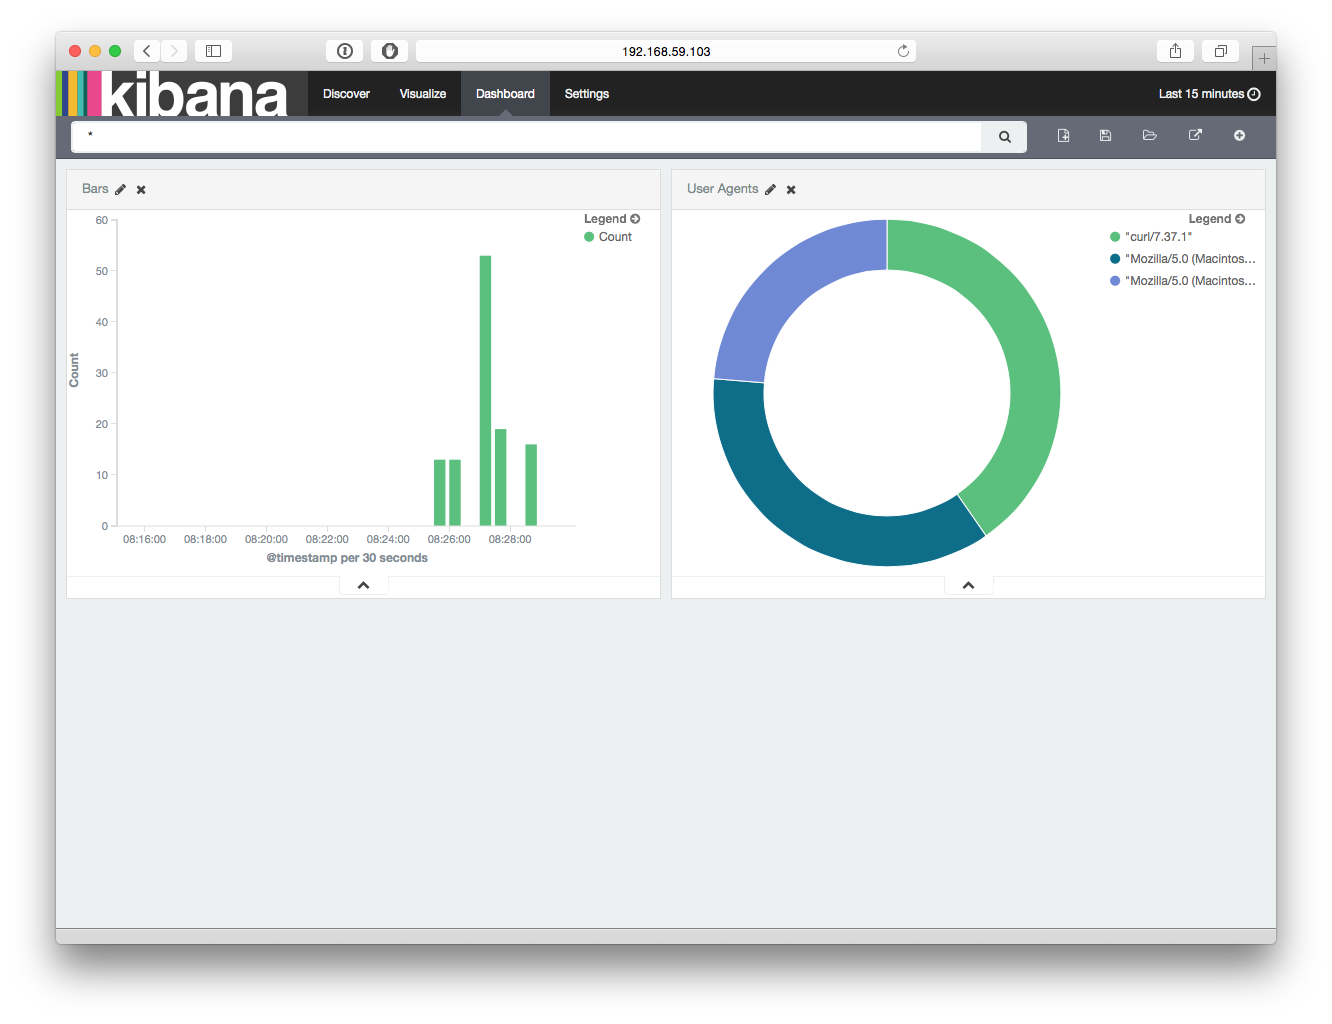 192.168.59.103
kibana
Discover Visualize Dashboard Settings Last 15 minutes
*
Bars
Legend
Count
60
50
40
30
20
10
0
Count
08:16:00 08:18:00 08:20:00 08:22:00 08:24:00 08:26:00 08:28:00
@timestamp per 30 seconds
User Agents
Legend
"curl/7.37.1"
"Mozilla/5.0 (Macintos...
"Mozilla/5.0 (Macintos...